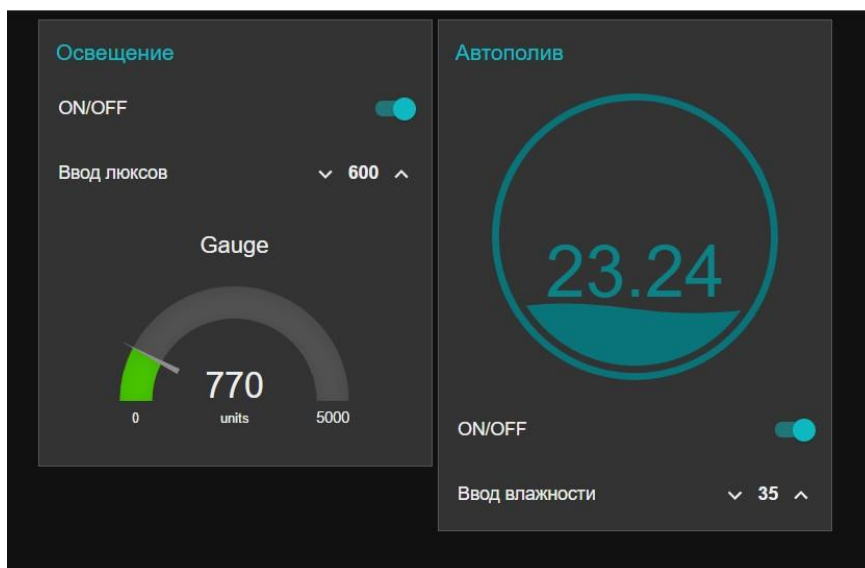 Освещение
ON/OFF
Ввод люксов
600
Gauge
770
0
units
5000
Автополив
23.24
ON/OFF
Ввод влажности
35